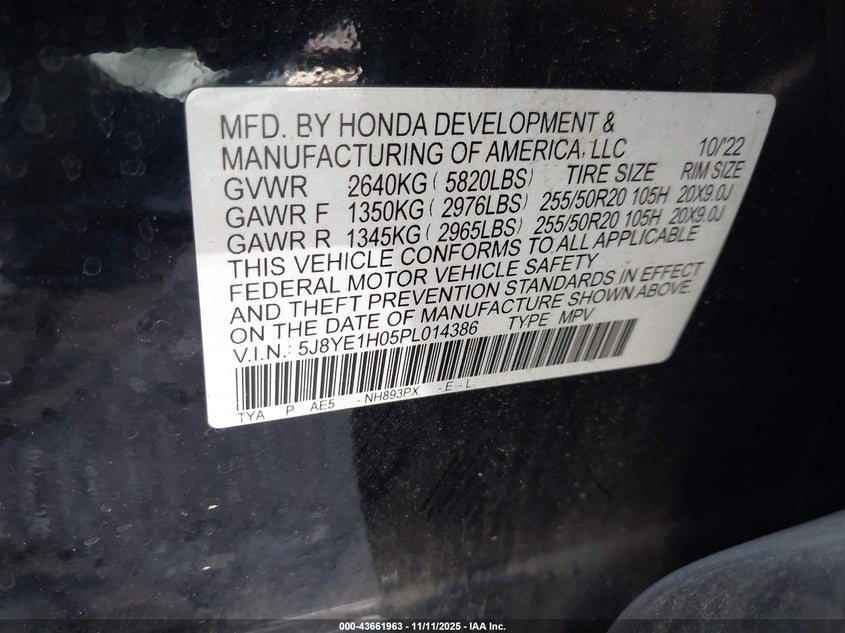 MFD. BY HONDA DEVELOPMENT &
MANUFACTURING OF AMERICA, LLC 10/'22
GVWR 2640KG ( 5820LBS) TIRE SIZE RIM SIZE
GAWR F 1350KG ( 2976LBS) 255/50R20 105H 20X9.0J
GAWR R 1345KG ( 2965LBS) 255/50R20 105H 20X9.0J
THIS VEHICLE CONFORMS TO ALL APPLICABLE
FEDERAL MOTOR VEHICLE SAFETY
AND THEFT PREVENTION STANDARDS IN EFFECT
ON THE DATE OF MANUFACTURE SHOWN ABOVE.
V.I.N.: 5J8YE1H05PL014386 TYPE: MPV
TYA P AE5 - NH893PX - E - L
000-43661963 - 11/11/2025 - IAA Inc.